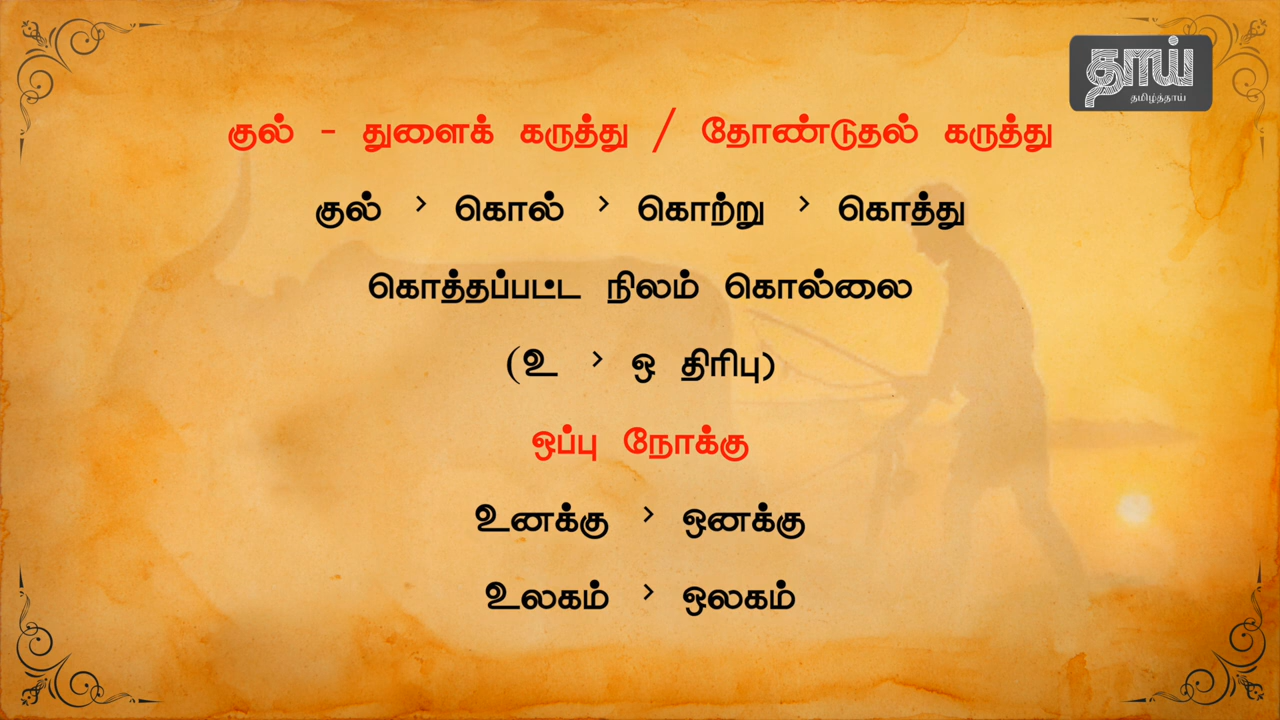 தாய்
தமிழ்த்தாய்
குல் - துளைக் கருத்து / தோண்டுதல் கருத்து
குல் > கொல் > கொற்று > கொத்து
கொத்தப்பட்ட நிலம் கொல்லை
(உ > ஒ திரிபு)
ஒப்பு நோக்கு
உனக்கு > ஒனக்கு
உலகம் > ஒலகம்